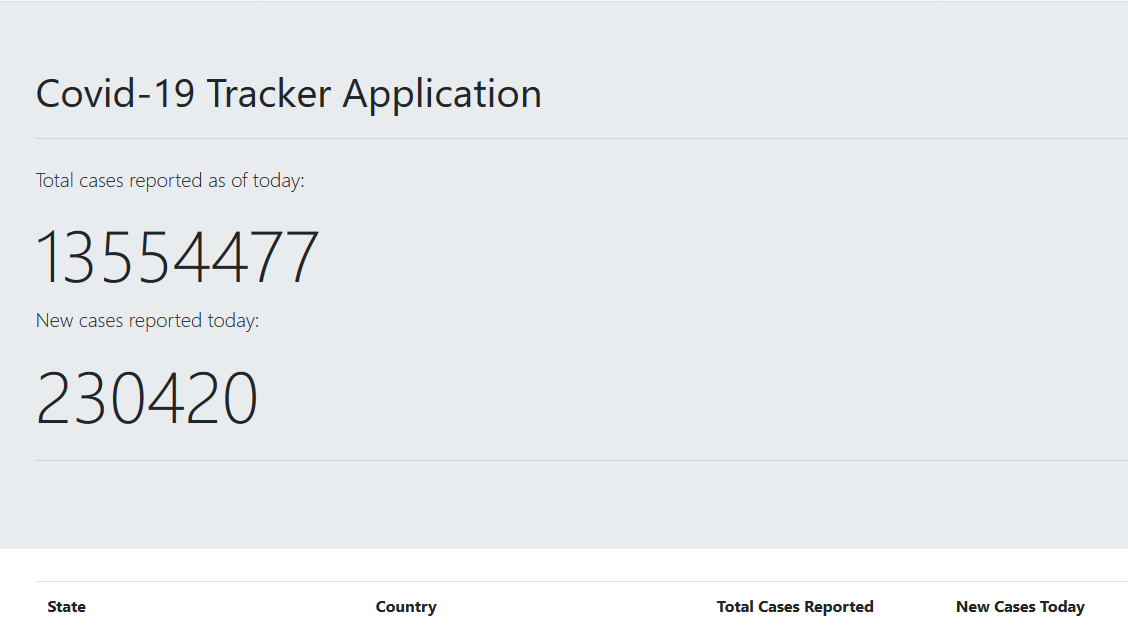 Covid-19 Tracker Application
Total cases reported as of today:
13554477
New cases reported today:
230420
State Country Total Cases Reported New Cases Today